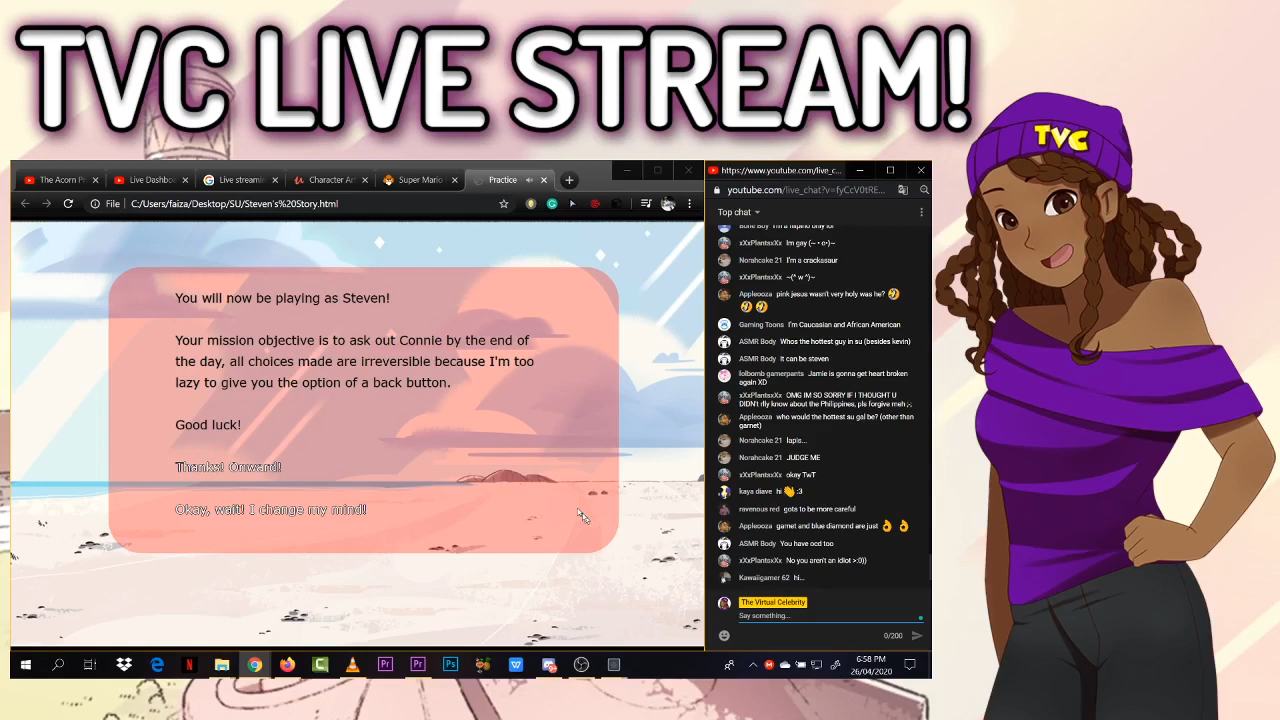 TVC LIVE STREAM!
TVC
The Acorn P
Live Dashbo
Live streamin
Character Ar
Super Mario
Practice
https://www.youtube.com/live_c...
File
C:/Users/faiza/Desktop/SU/Steven's%20Story.html
youtube.com/live_chat?v=fyCcV0tRE...
Top chat
You will now be playing as Steven!
Your mission objective is to ask out Connie by the end of
the day, all chosen options are irreversible because I'm too
lazy to give you the option of a back button.
Good luck!
Thanks! Onward!
Okay, wait! I change my mind!
xXxPlantsxXx Im gay (~ • o•)~
Norahcake 21 I'm a crackasaur
xXxPlantsxXx ~(^ w ^)~
Appleooza pink jesus wasn't very holy was he? 🤣
🤣 🤣
Gaming Toons I'm Caucasian and African American
ASMR Body Whos the hottest guy in su (besides kevin)
ASMR Body It can be steven
lolbomb gamerpants Jamie is gonna get heart broken
again XD
xXxPlantsxXx OMG IM SO SORRY IF I THOUGHT U
DIDN't rlly know about the Philippines, pls forgive meh ;-;
Appleooza who would the hottest su gal be? (other than
garnet)
Norahcake 21 lapis...
Norahcake 21 JUDGE ME
xXxPlantsxXx okay TwT
kaya diave hi 👋 :3
ravenous red gots to be more careful
Appleooza garnet and blue diamond are just 👌 👌
ASMR Body You have ocd too
xXxPlantsxXx No you aren't an idiot >:0))
Kawaiigamer 62 hi...
The Virtual Celebrity
Say something...
0/200
6:58 PM
26/04/2020